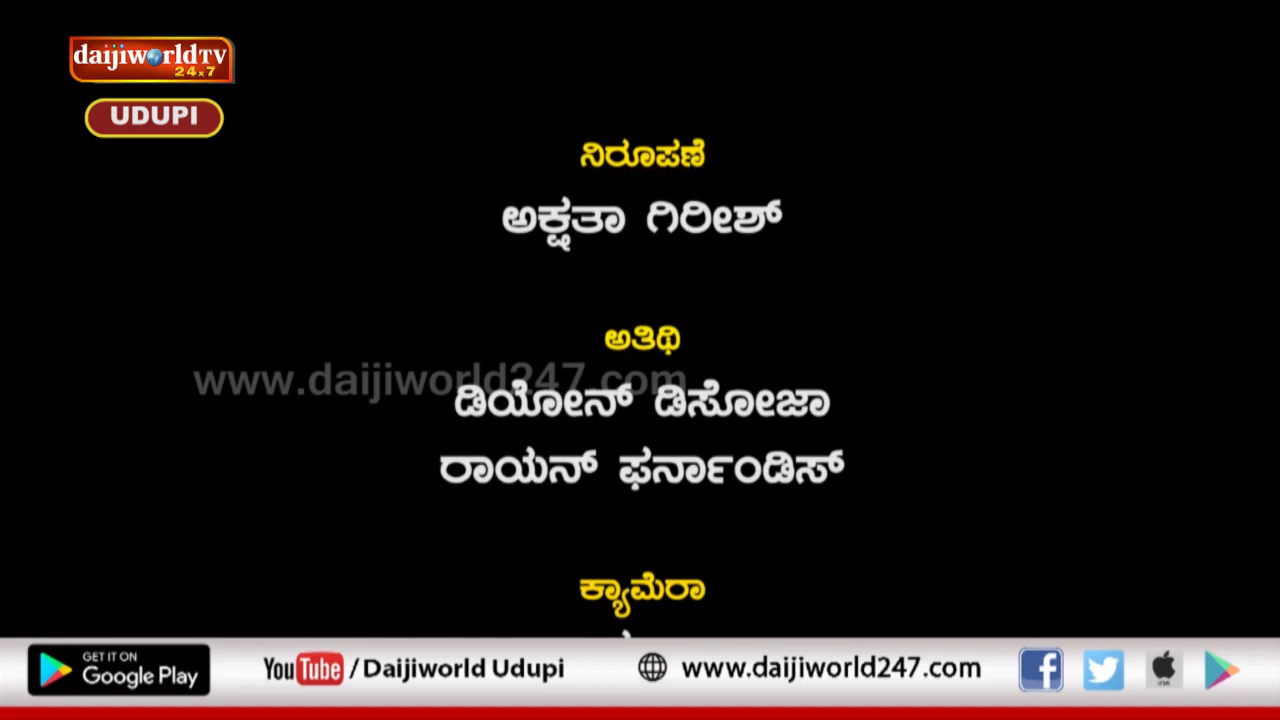 daijiworldTV
24x7
UDUPI
ನಿರೂಪಣೆ
ಅಕ್ಷತಾ ಗಿರೀಶ್
ಅತಿಥಿ
www.daijiworld247.com
ಡಿಯೋನ್ ಡಿಸೋಜಾ
ರಾಯನ್ ಫರ್ನಾಂಡಿಸ್
ಕ್ಯಾಮೆರಾ
GET IT ON
Google Play
YouTube /Daijiworld Udupi
www.daijiworld247.com